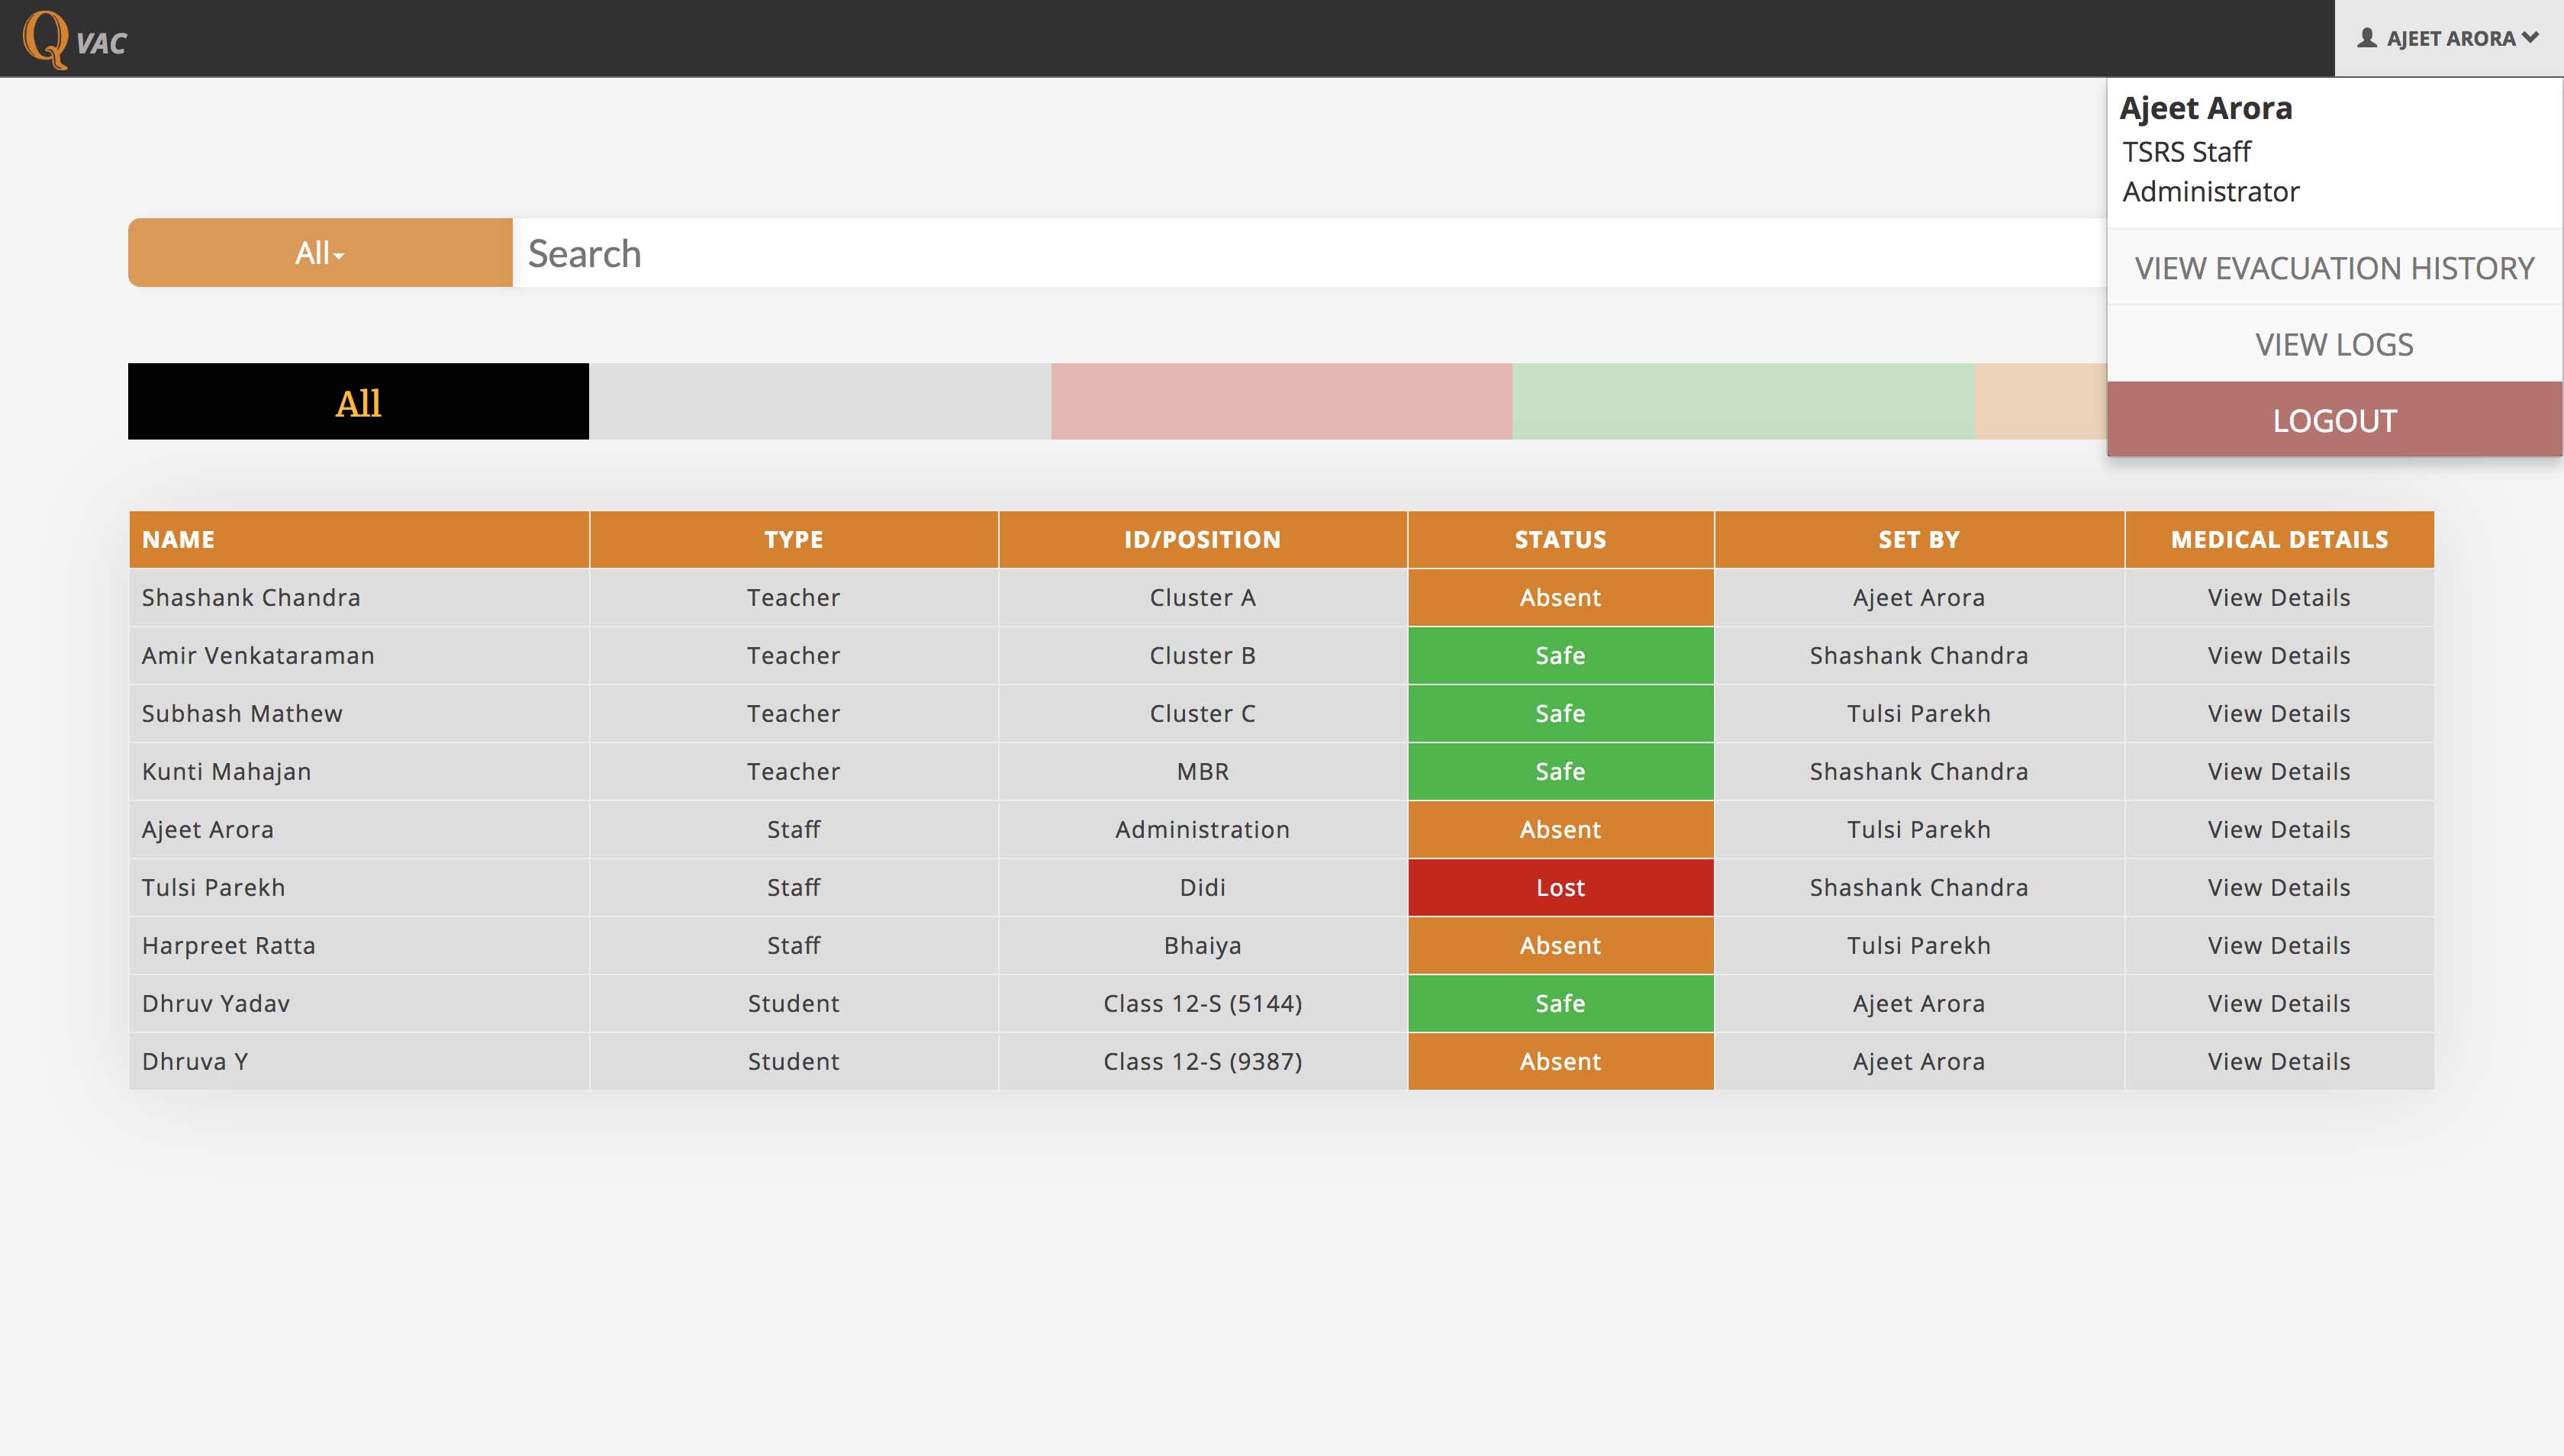 Q VAC
AJEET ARORA
Ajeet Arora
TSRS Staff
Administrator
VIEW EVACUATION HISTORY
VIEW LOGS
LOGOUT
All Search
All
NAME TYPE ID/POSITION STATUS SET BY MEDICAL DETAILS
Shashank Chandra Teacher Cluster A Absent Ajeet Arora View Details
Amir Venkataraman Teacher Cluster B Safe Shashank Chandra View Details
Subhash Mathew Teacher Cluster C Safe Tulsi Parekh View Details
Kunti Mahajan Teacher MBR Safe Shashank Chandra View Details
Ajeet Arora Staff Administration Absent Tulsi Parekh View Details
Tulsi Parekh Staff Didi Lost Shashank Chandra View Details
Harpreet Ratta Staff Bhaiya Absent Tulsi Parekh View Details
Dhruv Yadav Student Class 12-S (5144) Safe Ajeet Arora View Details
Dhruva Y Student Class 12-S (9387) Absent Ajeet Arora View Details